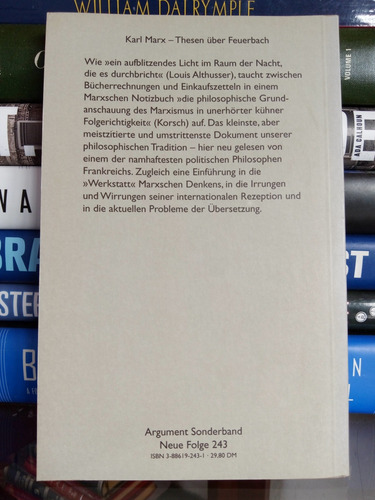 WILLIAM DALRYMPLE
VOLUME 1
ADA CALHOUN
Karl Marx – Thesen über Feuerbach
Wie »ein aufblitzendes Licht im Raum der Nacht,
die es durchbricht« (Louis Althusser), taucht zwischen
Bücherrechnungen und Einkaufszetteln in einem
Marxschen Notizbuch »die philosophische Grund-
anschauung des Marxismus in unerhörter kühner
Folgerichtigkeit« (Korsch) auf. Das kleinste, aber
meistzitierte und umstrittenste Dokument unserer
philosophischen Tradition – hier neu gelesen von
einem der namhaftesten politischen Philosophen
Frankreichs. Zugleich eine Einführung in die
»Werkstatt« Marxschen Denkens, in die Irrungen
und Wirrungen seiner internationalen Rezeption und
in die aktuellen Probleme der Übersetzung.
Argument Sonderband
Neue Folge 243
ISBN 3-88619-243-1 · 29,80 DM